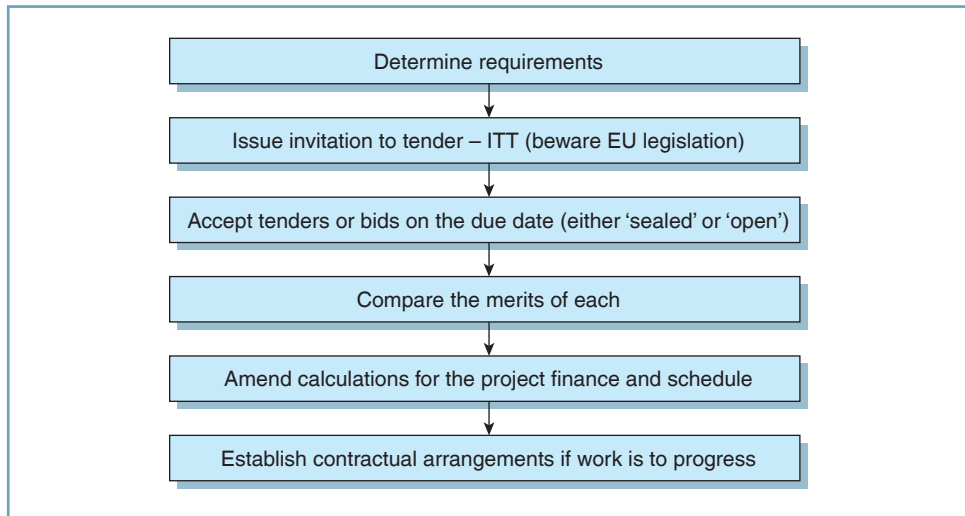 Determine requirements
Issue invitation to tender – ITT (beware EU legislation)
Accept tenders or bids on the due date (either ‘sealed’ or ‘open’)
Compare the merits of each
Amend calculations for the project finance and schedule
Establish contractual arrangements if work is to progress